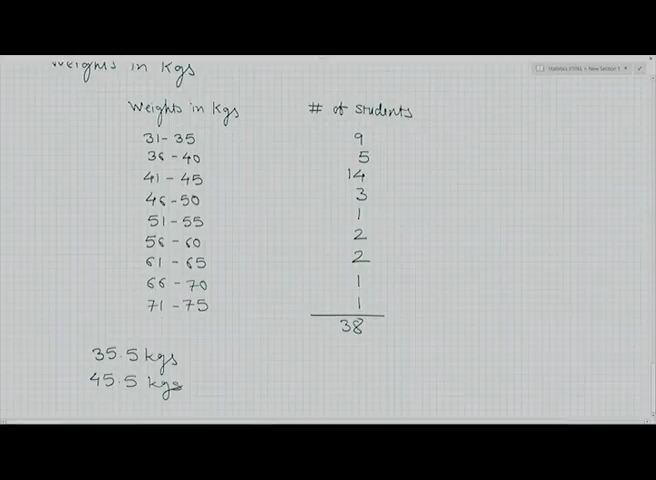 Weights in Kgs
Weights in Kgs # of students
31-35 9
36-40 5
41-45 14
46-50 3
51-55 1
56-60 2
61-65 2
66-70 1
71-75 1
38
35.5 kgs
45.5 kgs